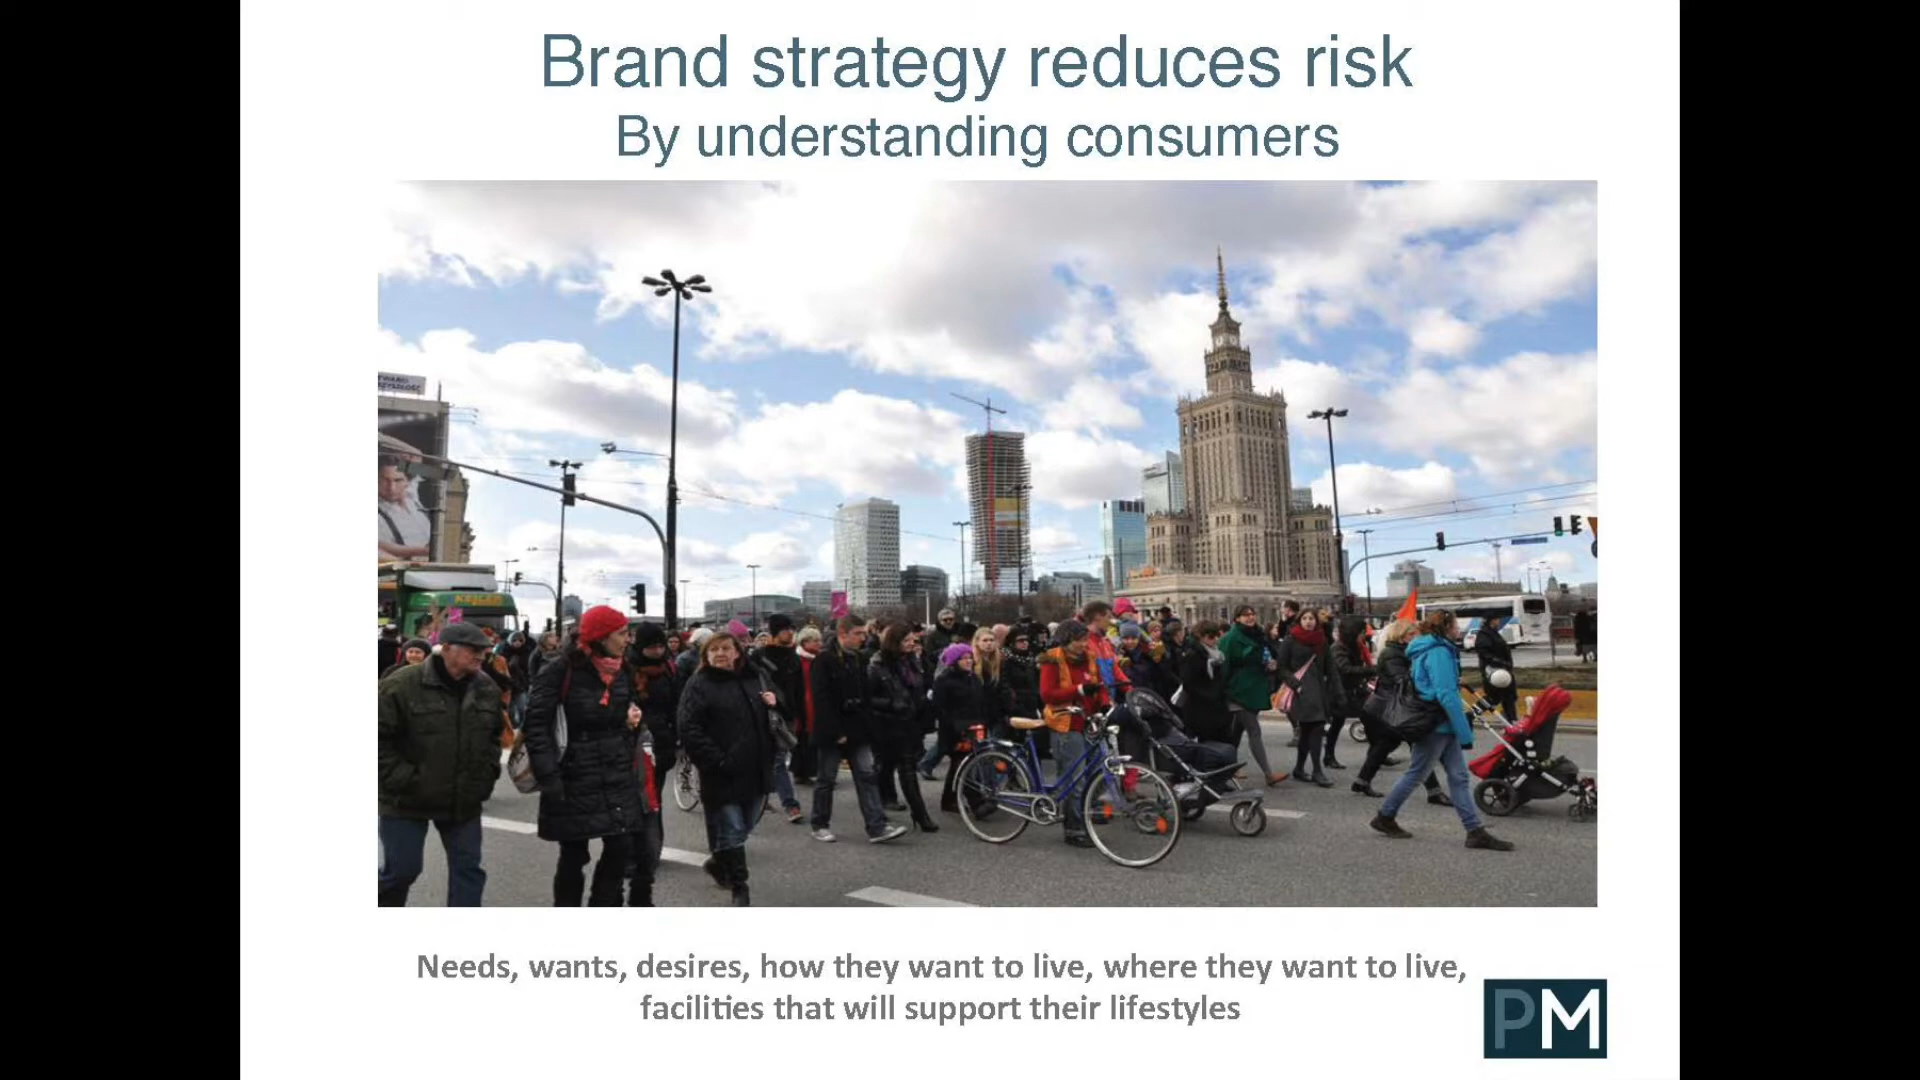 Brand strategy reduces risk
By understanding consumers
Needs, wants, desires, how they want to live, where they want to live,
facilities that will support their lifestyles
PM